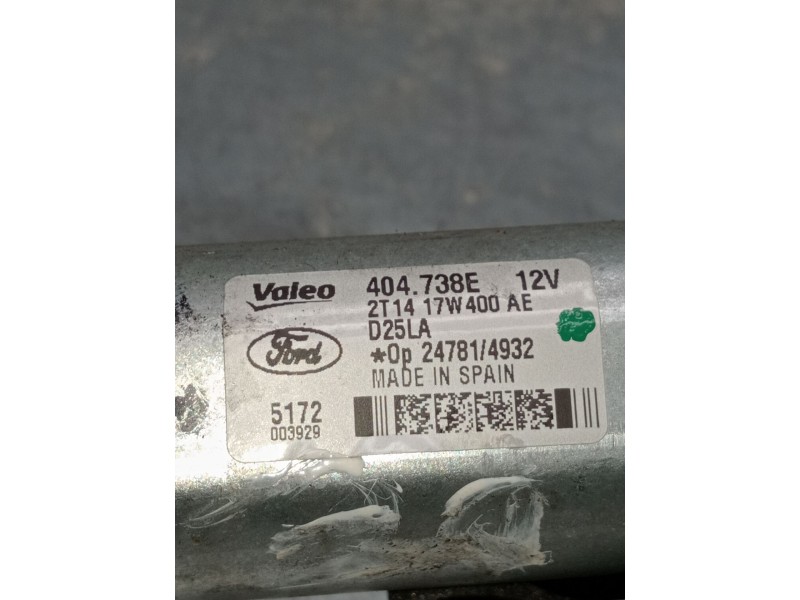 Valeo 404.738E 12V
2T14 17W400 AE
D25LA
Ford
*Op 24781/4932
MADE IN SPAIN
5172
003929